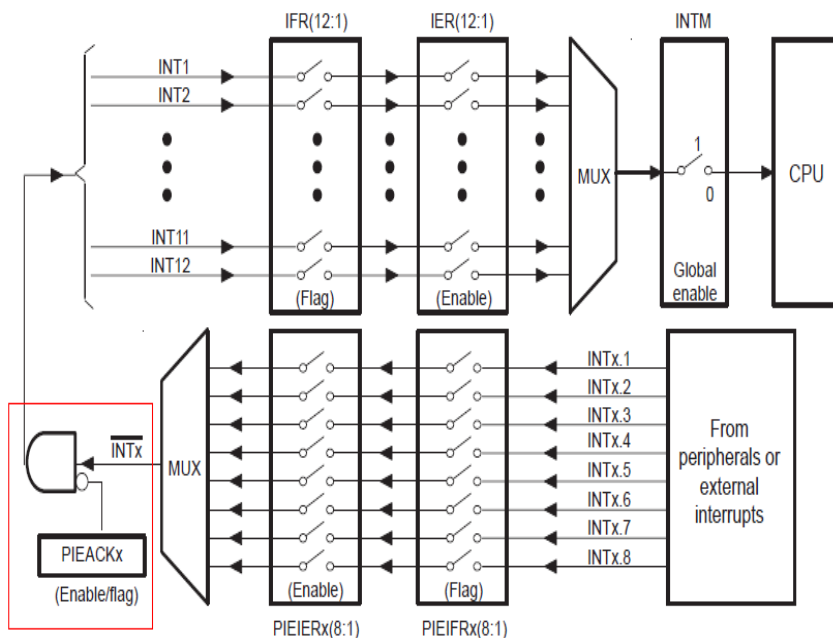 IFR(12:1) IER(12:1) INTM
INT1
INT2
1
MUX
CPU
0
INT11
INT12
Global
enable
(Flag) (Enable)
INTx.1
INTx.2
INTx.3
INTx.4
INTx.5
INTx.6
INTx.7
INTx.8
From
peripherals or
external
interrupts
INTx
MUX
PIEACKx
(Enable/flag)
(Enable) (Flag)
PIEIERx(8:1) PIEIFRx(8:1)